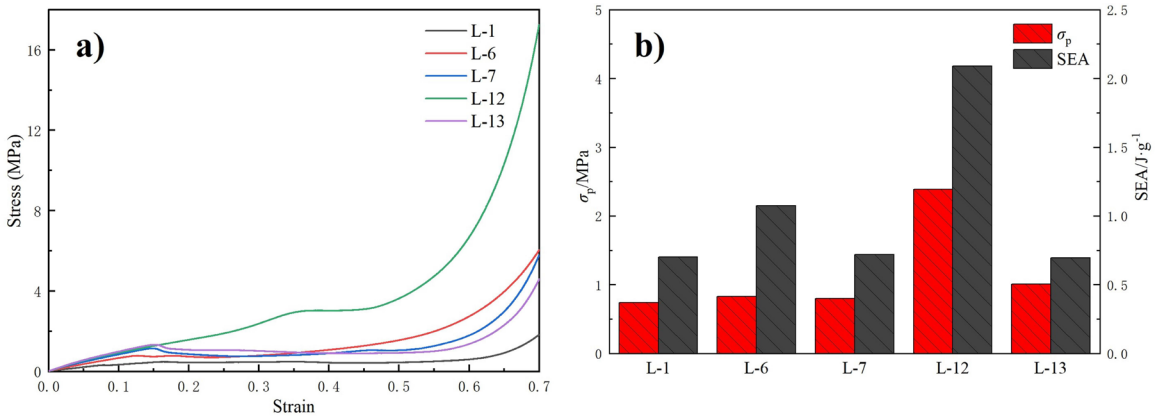 a)
L-1
L-6
L-7
L-12
L-13
Stress (MPa)
16
12
8
4
0
0.0 0.1 0.2 0.3 0.4 0.5 0.6 0.7
Strain
b)
σp
SEA
σp/MPa
5
4
3
2
1
0
SEA/J·g-1
2.5
2.0
1.5
1.0
0.5
0.0
L-1 L-6 L-7 L-12 L-13